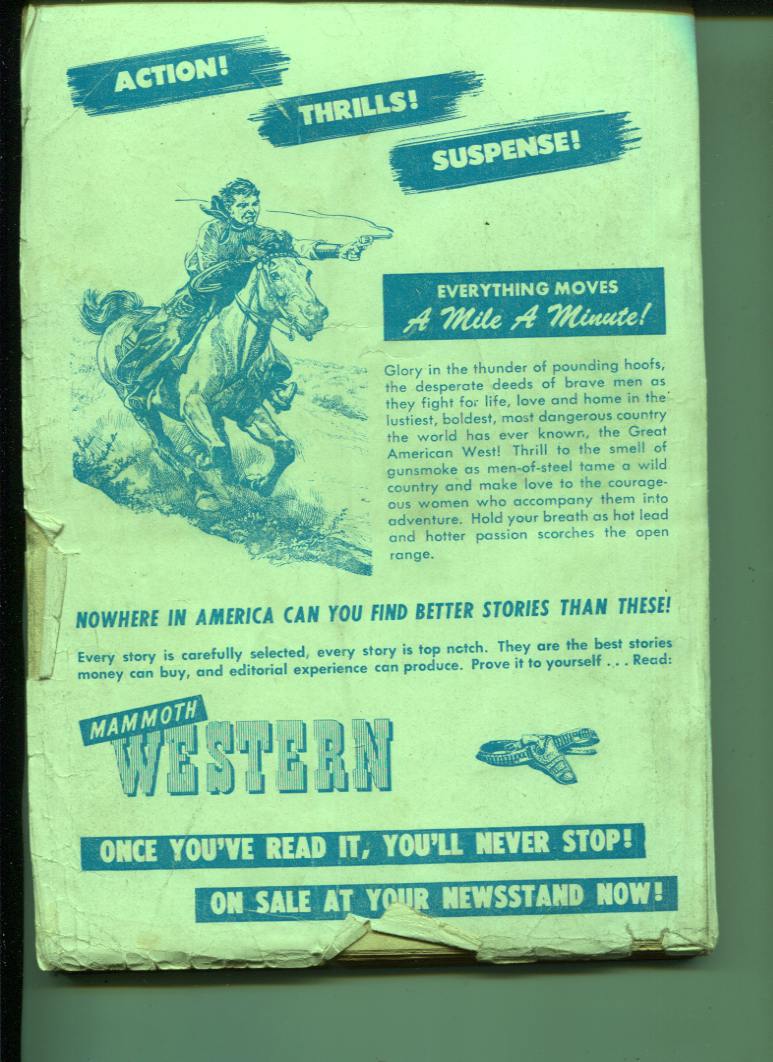 ACTION!
THRILLS!
SUSPENSE!
EVERYTHING MOVES
A Mile A Minute!
Glory in the thunder of pounding hoofs,
the desperate deeds of brave men as
they fight for life, love and home in the
lustiest, boldest, most dangerous country
the world has ever known, the Great
American West! Thrill to the smell of
gunsmoke as men-of-steel tame a wild
country and make love to the courage-
ous women who accompany them into
adventure. Hold your breath as hot lead
and hotter passion scorches the open
range.
NOWHERE IN AMERICA CAN YOU FIND BETTER STORIES THAN THESE!
Every story is carefully selected, every story is top notch. They are the best stories
money can buy, and editorial experience can produce. Prove it to yourself . . . Read:
MAMMOTH
WESTERN
ONCE YOU'VE READ IT, YOU'LL NEVER STOP!
ON SALE AT YOUR NEWSSTAND NOW!